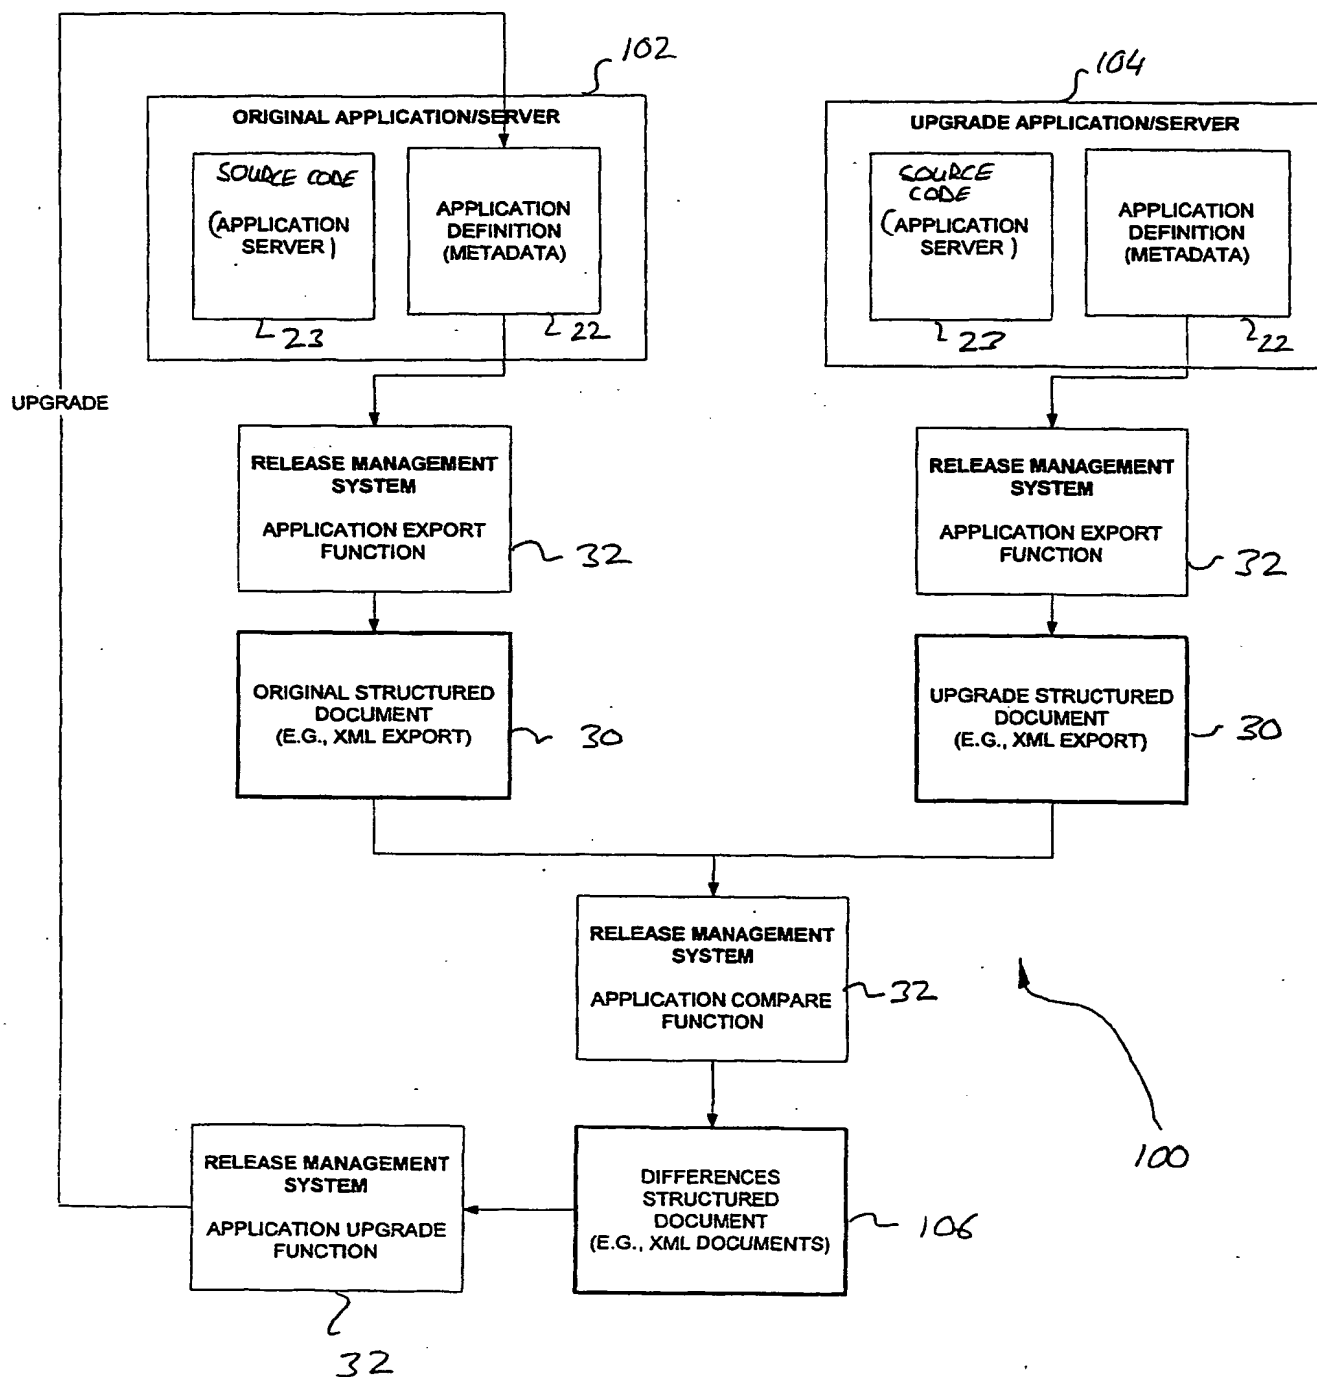 102
104
ORIGINAL APPLICATION/SERVER
UPGRADE APPLICATION/SERVER
SOURCE CODE
(APPLICATION
SERVER)
23
APPLICATION
DEFINITION
(METADATA)
22
SOURCE
CODE
(APPLICATION
SERVER)
23
APPLICATION
DEFINITION
(METADATA)
22
UPGRADE
RELEASE MANAGEMENT
SYSTEM
APPLICATION EXPORT
FUNCTION
32
RELEASE MANAGEMENT
SYSTEM
APPLICATION EXPORT
FUNCTION
32
ORIGINAL STRUCTURED
DOCUMENT
(E.G., XML EXPORT)
30
UPGRADE STRUCTURED
DOCUMENT
(E.G., XML EXPORT)
30
RELEASE MANAGEMENT
SYSTEM
APPLICATION COMPARE
FUNCTION
32
100
RELEASE MANAGEMENT
SYSTEM
APPLICATION UPGRADE
FUNCTION
32
DIFFERENCES
STRUCTURED
DOCUMENT
(E.G., XML DOCUMENTS)
106